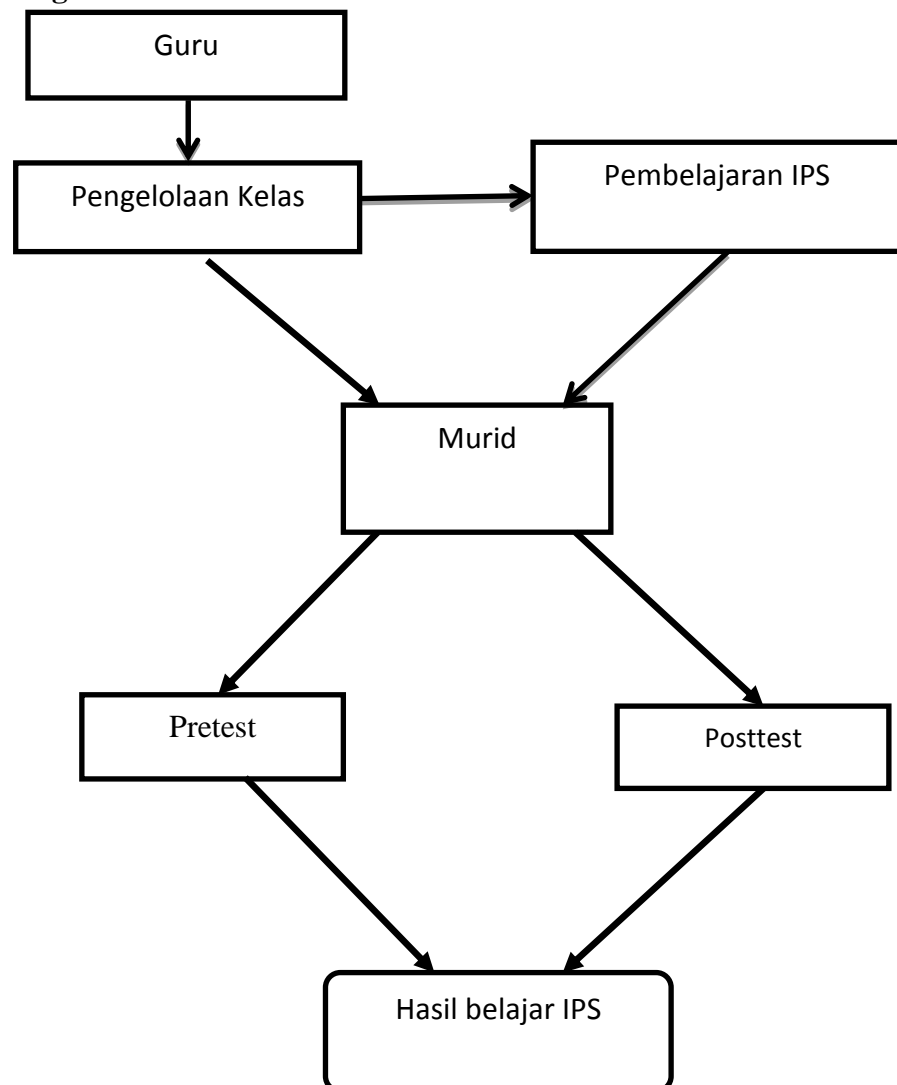 Guru
Pengelolaan Kelas
Pembelajaran IPS
Murid
Pretest
Posttest
Hasil belajar IPS